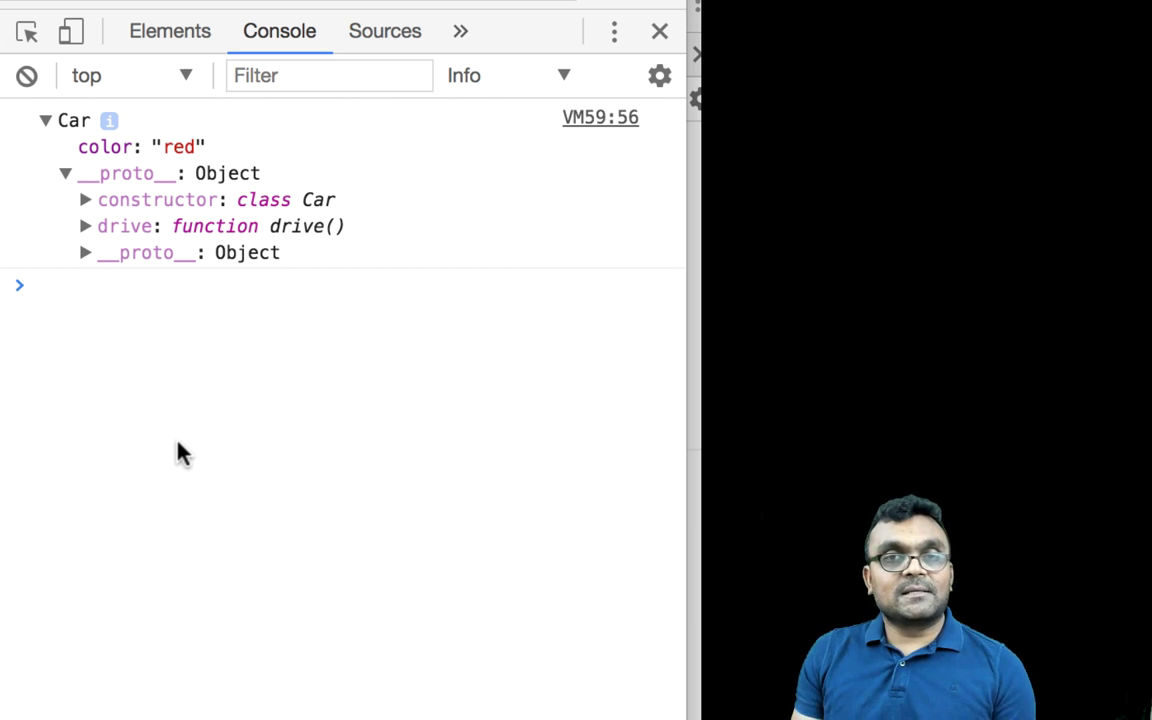 Elements Console Sources »
top Filter Info
Car i VM59:56
color: "red"
__proto__: Object
constructor: class Car
drive: function drive()
__proto__: Object
>